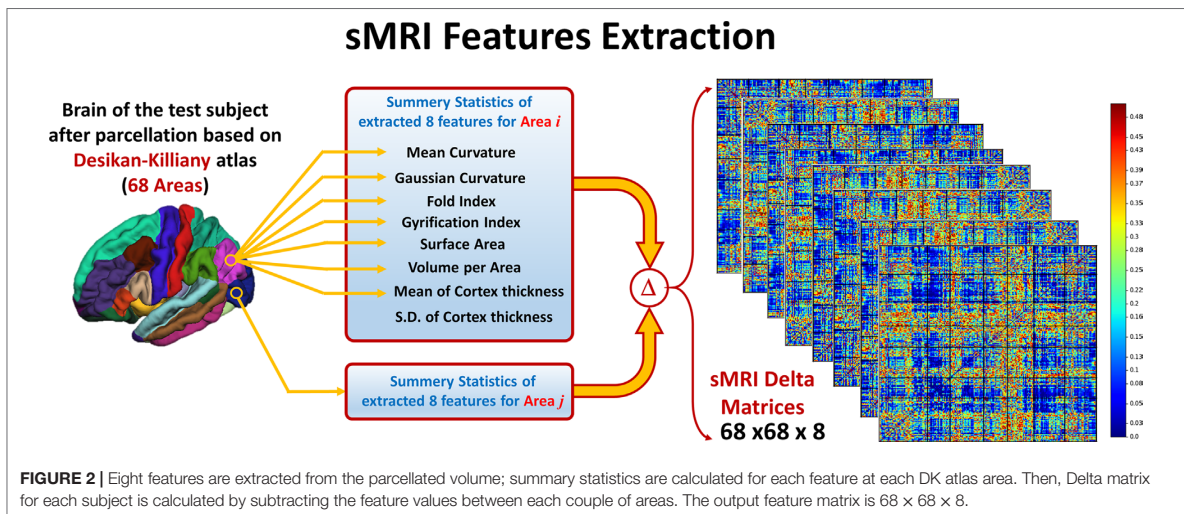 sMRI Features Extraction
Brain of the test subject
after parcellation based on
Desikan-Killiany atlas
(68 Areas)
Summery Statistics of
extracted 8 features for Area i
Mean Curvature
Gaussian Curvature
Fold Index
Gyrification Index
Surface Area
Volume per Area
Mean of Cortex thickness
S.D. of Cortex thickness
Summery Statistics of
extracted 8 features for Area j
Δ
sMRI Delta
Matrices
68 x68 x 8
0.48
0.43
0.39
0.37
0.33
0.3
0.28
0.25
0.22
0.2
0.16
0.13
0.10
0.08
0.05
0.03
0.0
FIGURE 2 | Eight features are extracted from the parcellated volume; summary statistics are calculated for each feature at each DK atlas area. Then, Delta matrix
for each subject is calculated by subtracting the feature values between each couple of areas. The output feature matrix is 68 × 68 × 8.